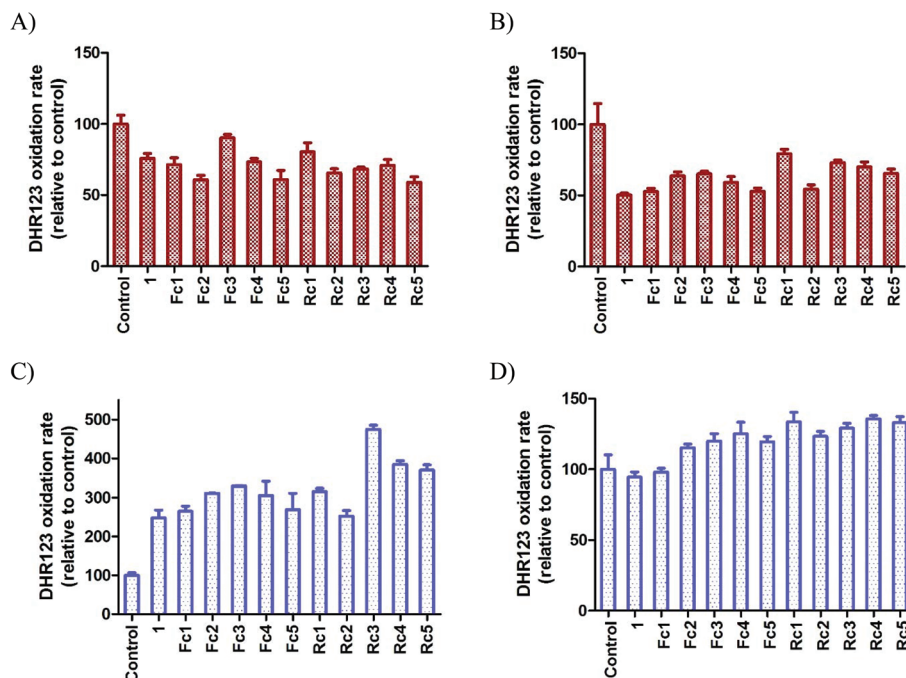 A)
DHR123 oxidation rate
(relative to control)
150
100
50
0
Control
1
Fc1
Fc2
Fc3
Fc4
Fc5
Rc1
Rc2
Rc3
Rc4
Rc5
B)
DHR123 oxidation rate
(relative to control)
150
100
50
0
Control
1
Fc1
Fc2
Fc3
Fc4
Fc5
Rc1
Rc2
Rc3
Rc4
Rc5
C)
DHR123 oxidation rate
(relative to control)
500
400
300
200
100
0
Control
1
Fc1
Fc2
Fc3
Fc4
Fc5
Rc1
Rc2
Rc3
Rc4
Rc5
D)
DHR123 oxidation rate
(relative to control)
150
100
50
0
Control
1
Fc1
Fc2
Fc3
Fc4
Fc5
Rc1
Rc2
Rc3
Rc4
Rc5